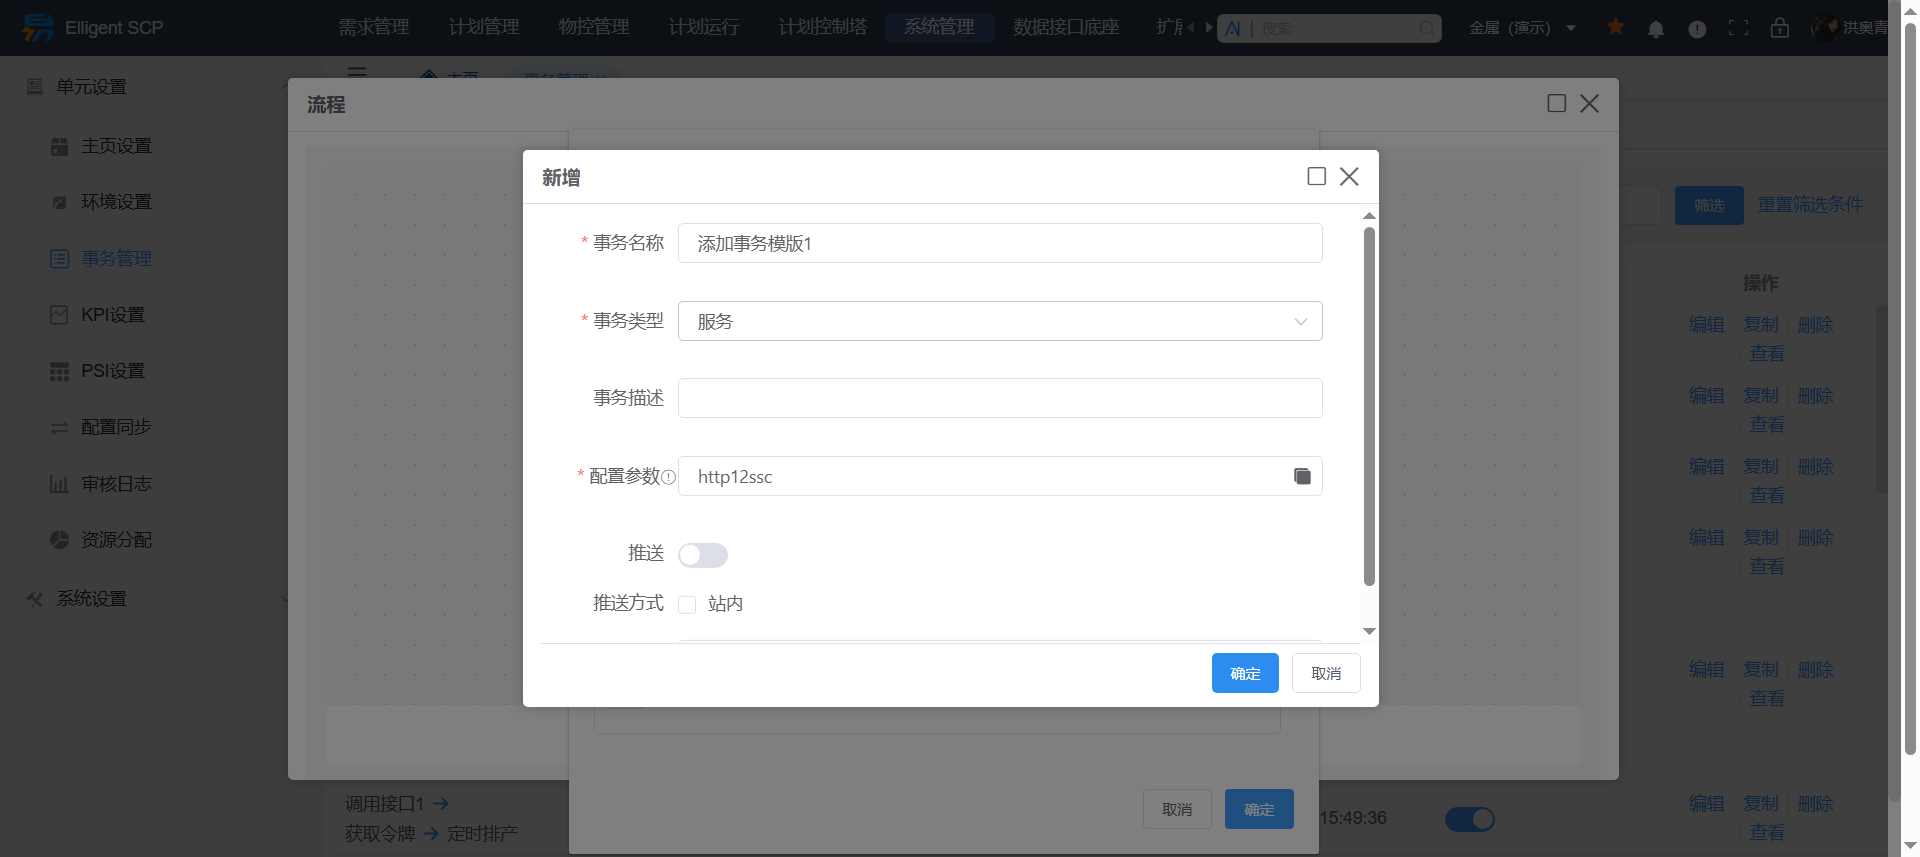 Elligent SCP
需求管理
计划管理
物控管理
计划运行
计划控制塔
系统管理
数据接口底座
搜索
金属（演示）
洪奥青
单元设置
主页设置
环境设置
事务管理
KPI设置
PSI设置
配置同步
审核日志
资源分配
系统设置
主页
事务管理
流程
筛选
重置筛选条件
操作
编辑 复制 删除
查看
编辑 复制 删除
查看
编辑 复制 删除
查看
编辑 复制 删除
查看
编辑 复制 删除
查看
编辑 复制 删除
查看
新增
* 事务名称 添加事务模版1
* 事务类型 服务
事务描述
* 配置参数 http12ssc
推送
推送方式 站内
确定 取消
取消 确定
调用接口1
获取令牌 定时排产
15:49:36